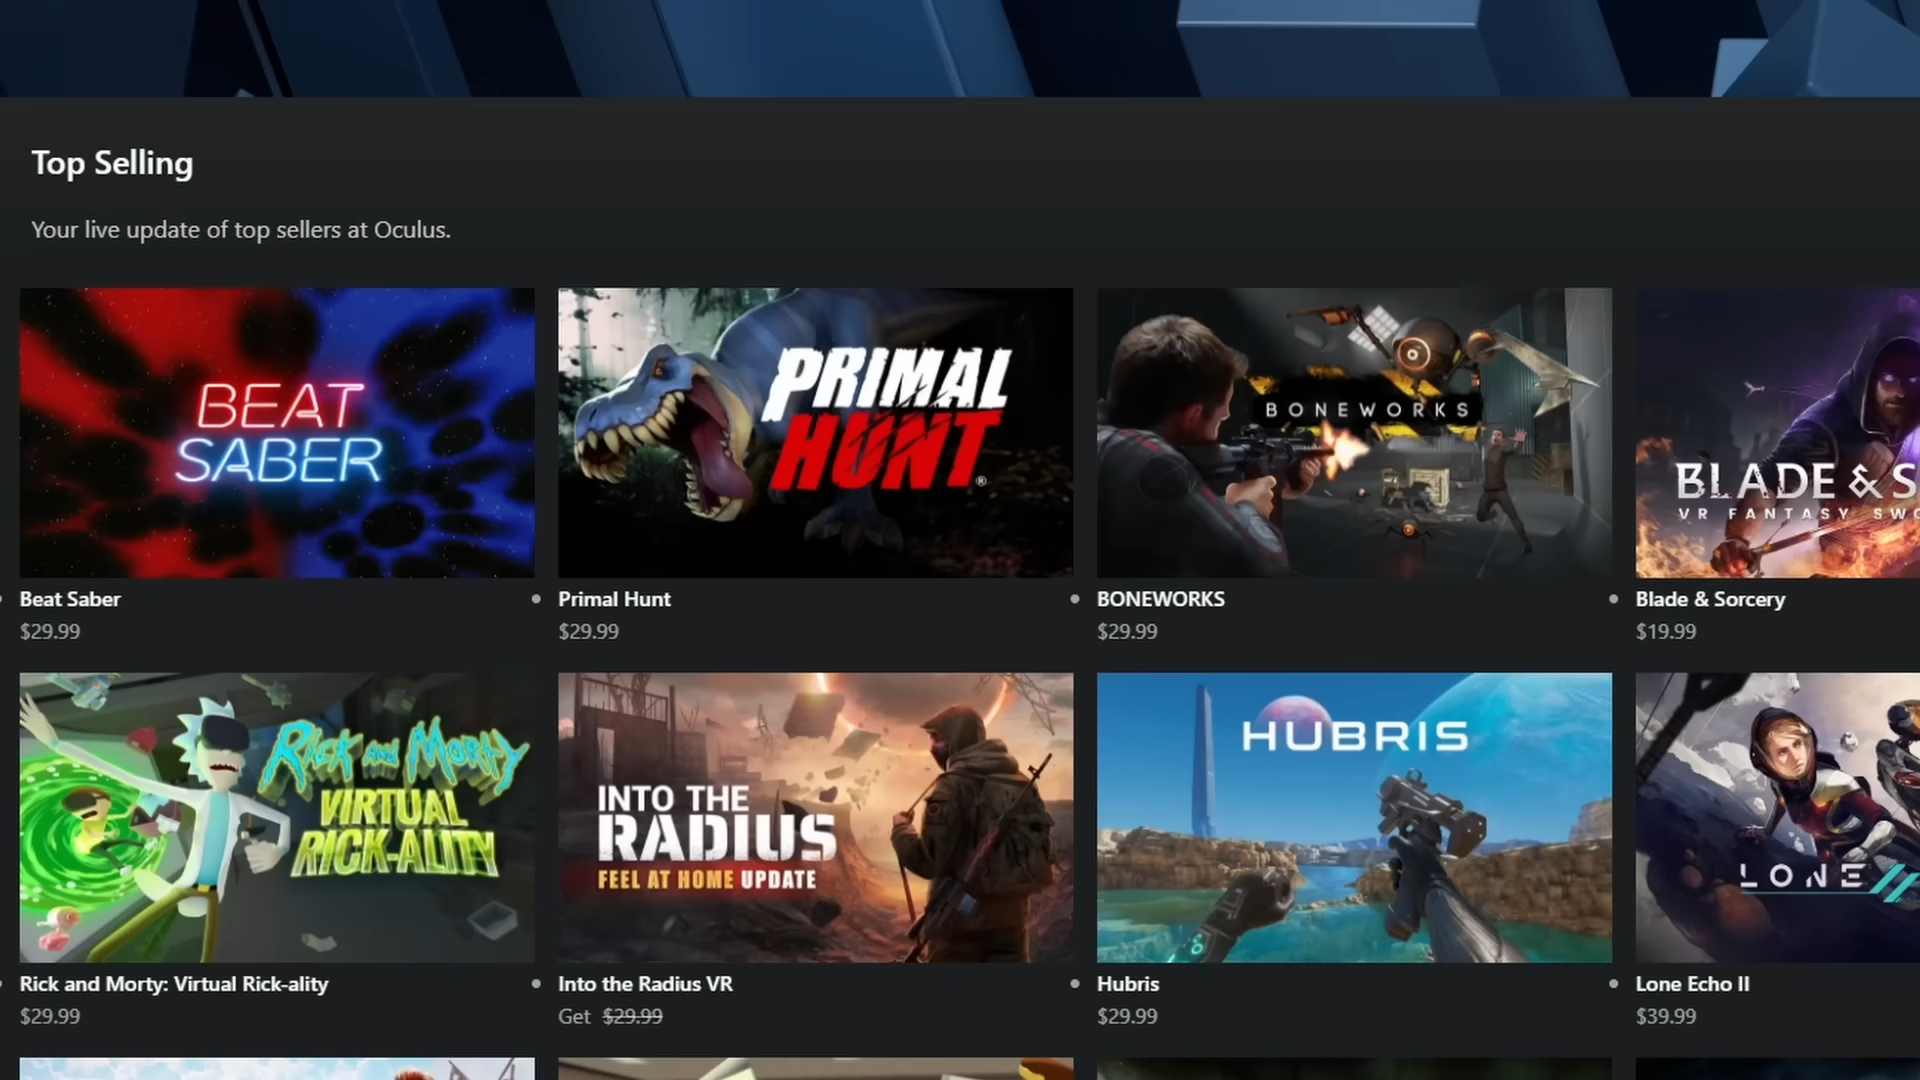 Top Selling
Your live update of top sellers at Oculus.
BEAT
SABER
PRIMAL
HUNT
®
BONEWORKS
BLADE & S
VR FANTASY SWO
Beat Saber
$29.99
Primal Hunt
$29.99
BONEWORKS
$29.99
Blade & Sorcery
$19.99
RICK AND MORTY
VIRTUAL
RICK-ALITY
INTO THE
RADIUS
FEEL AT HOME UPDATE
HUBRIS
LONE
Rick and Morty: Virtual Rick-ality
$29.99
Into the Radius VR
Get $29.99
Hubris
$29.99
Lone Echo II
$39.99